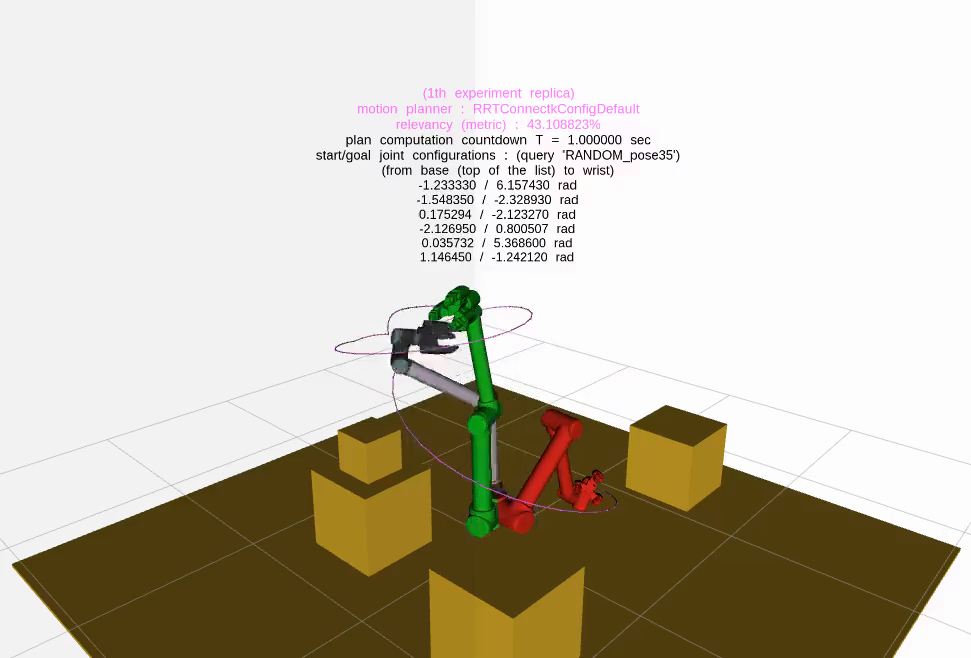 (1th experiment replica)
motion planner : RRTConnectkConfigDefault
relevancy (metric) : 43.108823%
plan computation countdown T = 1.000000 sec
start/goal joint configurations : (query 'RANDOM_pose35')
(from base (top of the list) to wrist)
-1.233330 / 6.157430 rad
-1.548350 / -2.328930 rad
0.175294 / -2.123270 rad
-2.126950 / 0.800507 rad
0.035732 / 5.368600 rad
1.146450 / -1.242120 rad